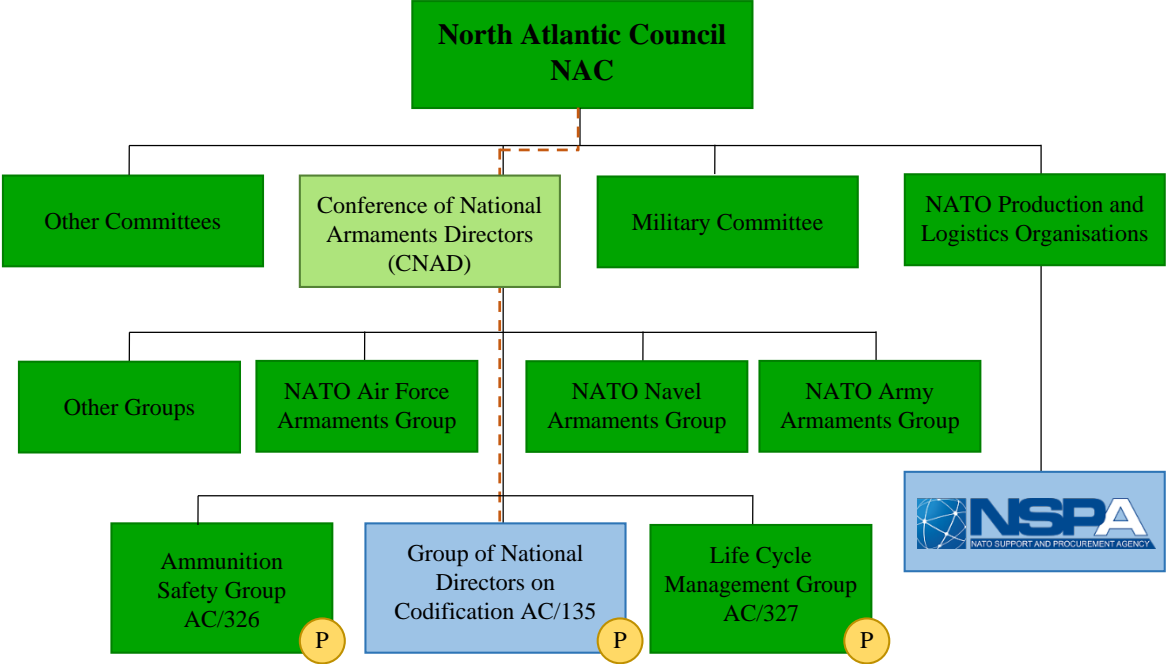 North Atlantic Council
NAC
Other Committees
Conference of National
Armaments Directors
(CNAD)
Military Committee
NATO Production and
Logistics Organisations
Other Groups
NATO Air Force
Armaments Group
NATO Navel
Armaments Group
NATO Army
Armaments Group
NSPA
NATO SUPPORT AND PROCUREMENT AGENCY
Ammunition
Safety Group
AC/326
P
Group of National
Directors on
Codification AC/135
P
Life Cycle
Management Group
AC/327
P